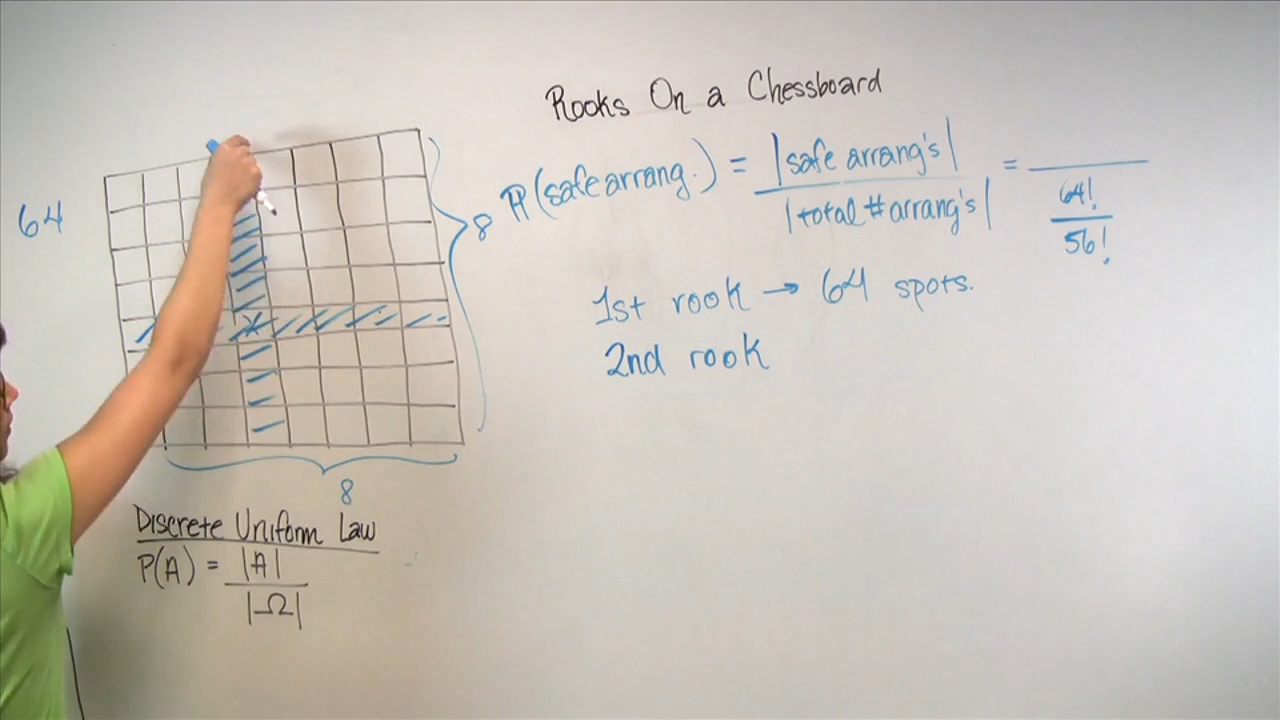 Rooks On a Chessboard
64
8
8
P(safe arrang.) = |safe arrang's| / |total # arrang's| = ____ / (64! / 56!)
1st rook → 64 spots.
2nd rook
Discrete Uniform Law
P(A) = |A| / |Ω|